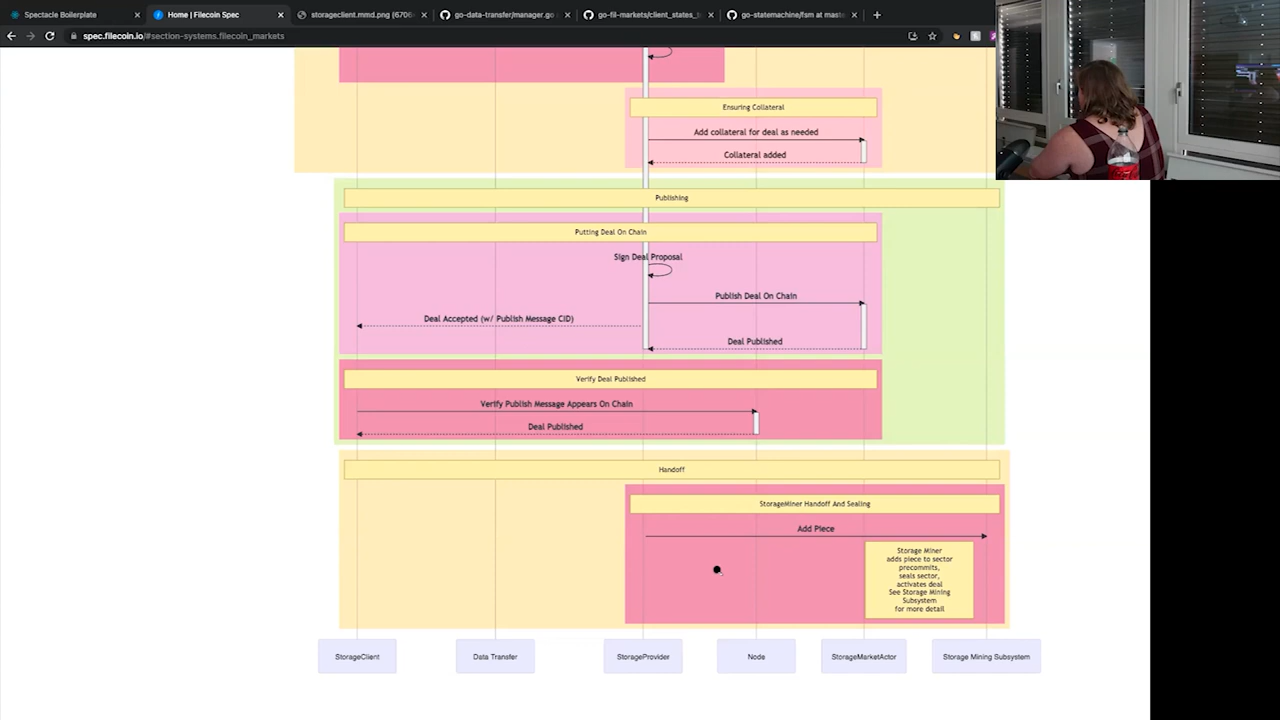 Spectacle Boilerplate
Home | Filecoin Spec
storageclient.mmd.png (6706×
go-data-transfer/manager.go
go-fil-markets/client_states_
go-statemachine/fsm at mast
spec.filecoin.io/#section-systems.filecoin_markets
Ensuring Collateral
Add collateral for deal as needed
Collateral added
Publishing
Putting Deal On Chain
Sign Deal Proposal
Publish Deal On Chain
Deal Accepted (w/ Publish Message CID)
Deal Published
Verify Deal Published
Verify Publish Message Appears On Chain
Deal Published
Handoff
StorageMiner Handoff And Sealing
Add Piece
Storage Miner
adds piece to sector
precommits,
seals sector,
activates deal
See Storage Mining
Subsystem
for more detail
StorageClient
Data Transfer
StorageProvider
Node
StorageMarketActor
Storage Mining Subsystem